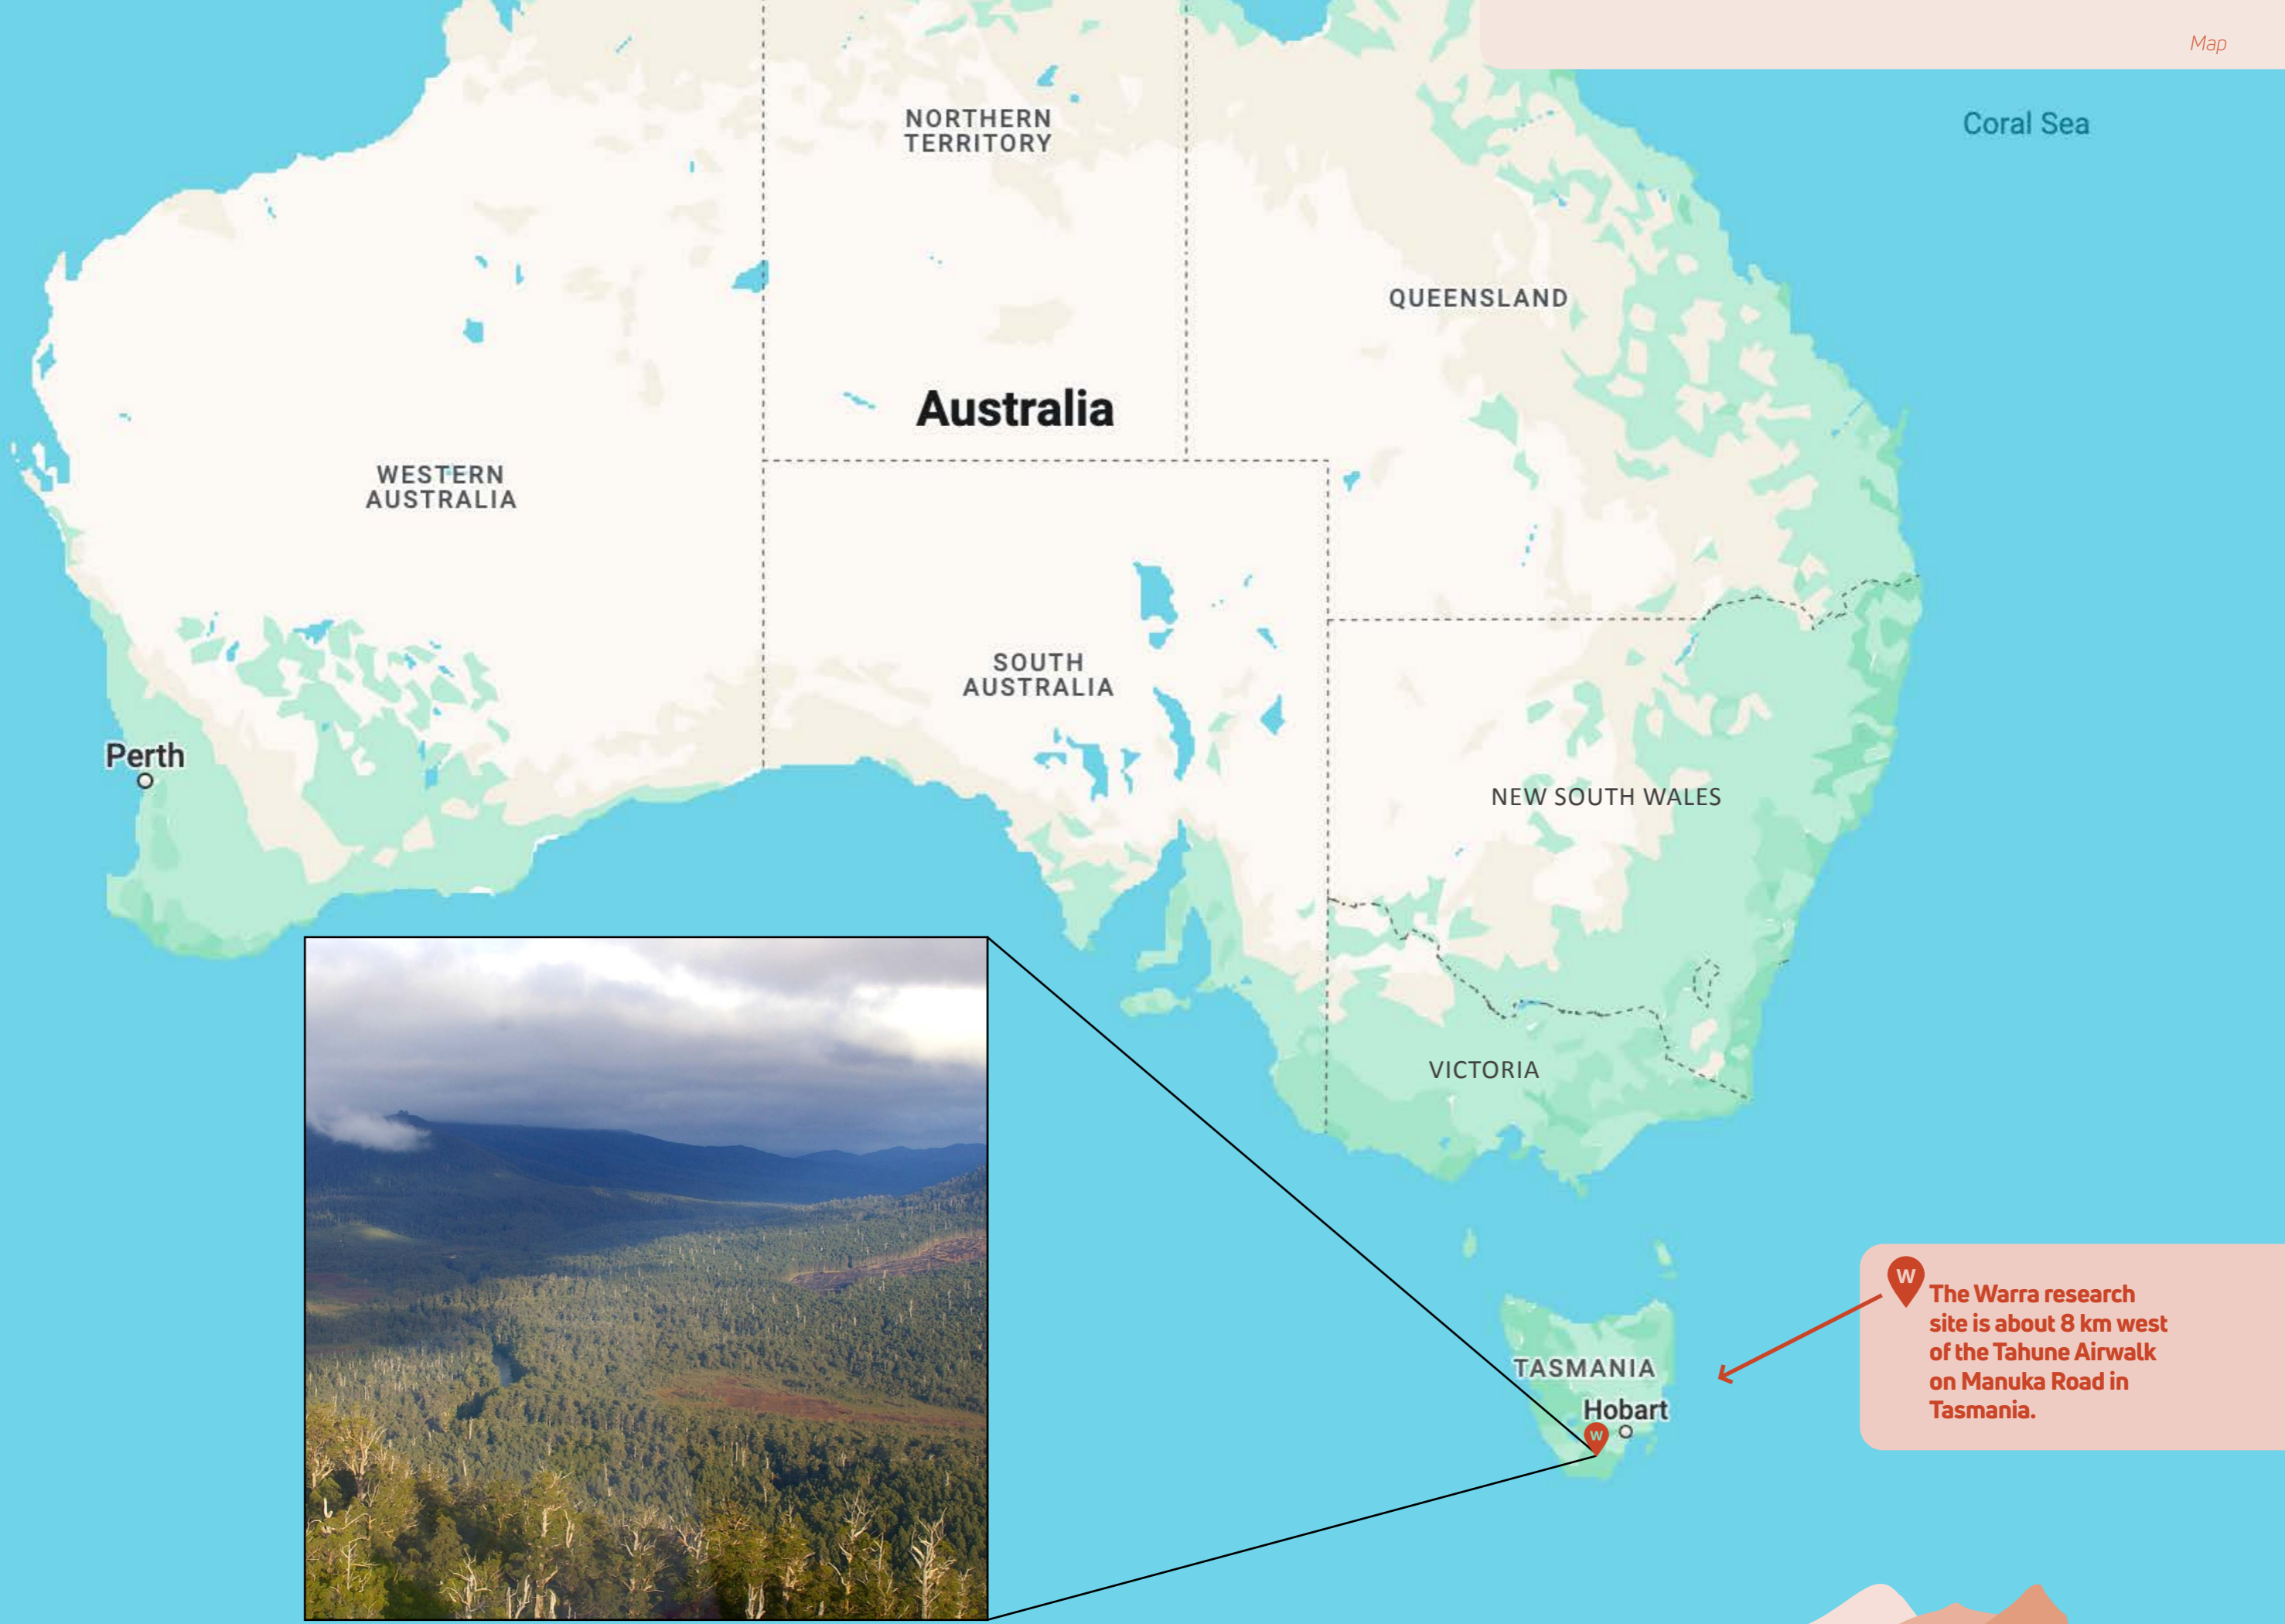 Map
Coral Sea
NORTHERN
TERRITORY
QUEENSLAND
Australia
WESTERN
AUSTRALIA
SOUTH
AUSTRALIA
Perth
NEW SOUTH WALES
VICTORIA
W
The Warra research
site is about 8 km west
of the Tahune Airwalk
on Manuka Road in
Tasmania.
TASMANIA
Hobart
W